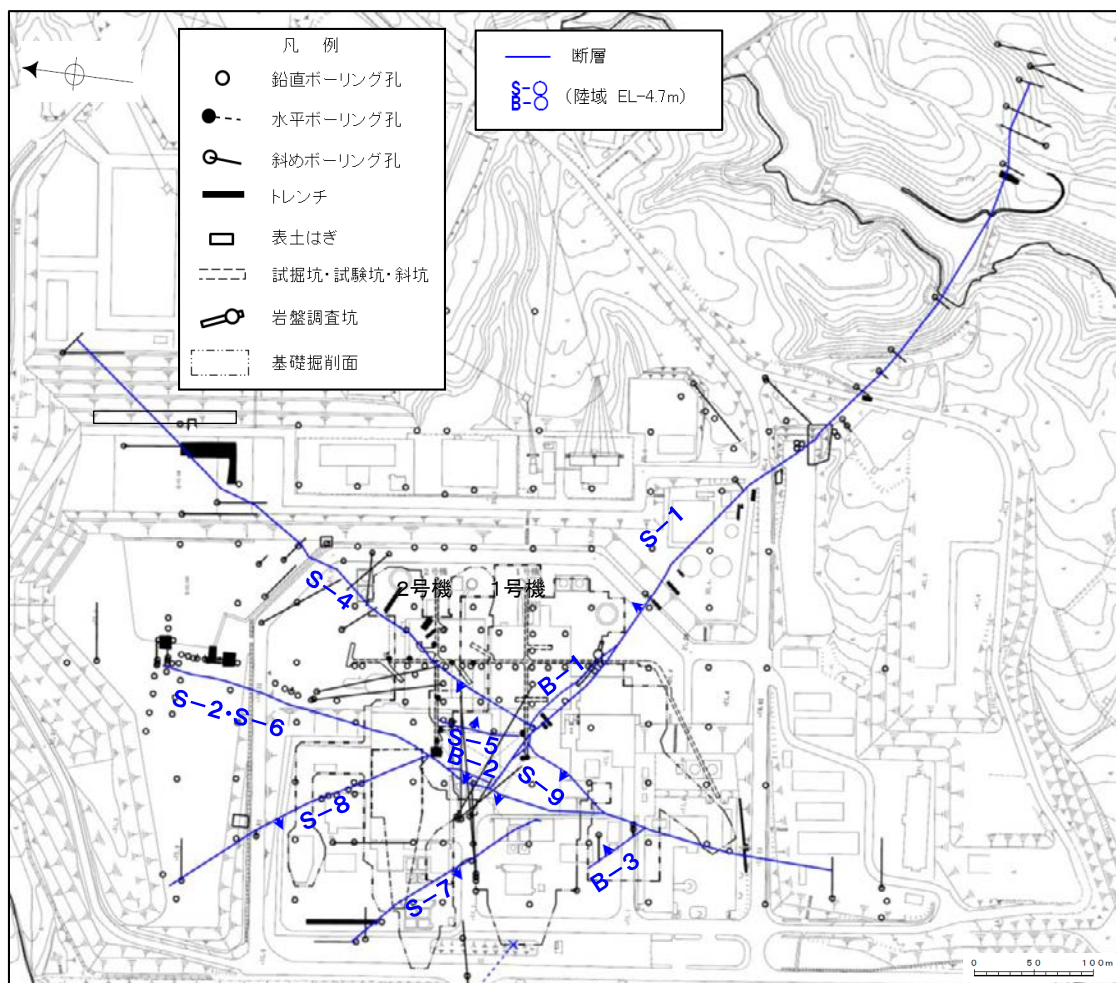 凡 例
鉛直ボーリング孔
水平ボーリング孔
斜めボーリング孔
トレンチ
表土はぎ
試掘坑・試験坑・斜坑
岩盤調査坑
基礎掘削面
断層
S-○
B-○
(陸域 EL-4.7m)
S-1
S-4
2号機
1号機
B-1
S-2・S-6
S-5
B-2
S-9
S-8
S-7
B-3
0 50 100m